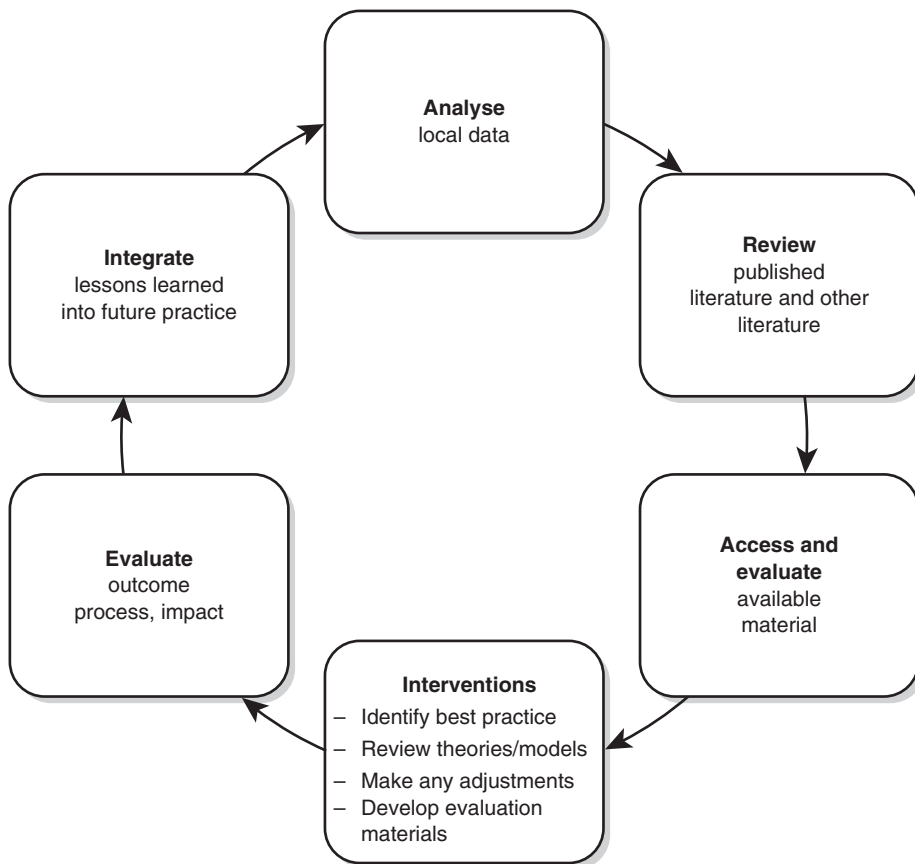 Analyse
local data
Review
published
literature and other
literature
Access and
evaluate
available
material
Interventions
– Identify best practice
– Review theories/models
– Make any adjustments
– Develop evaluation
materials
Evaluate
outcome
process, impact
Integrate
lessons learned
into future practice